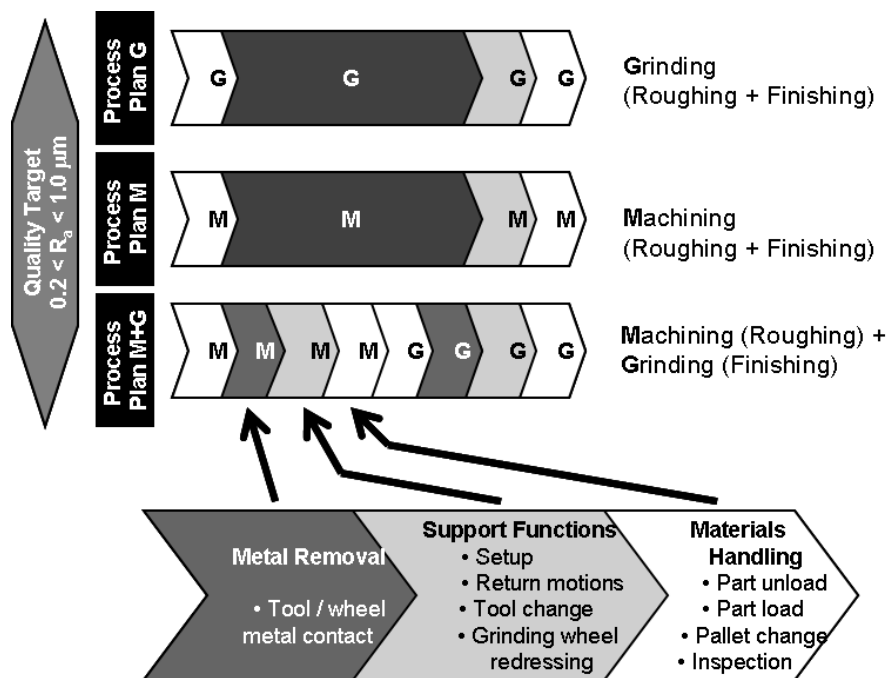 Quality Target
0.2 < Ra < 1.0 μm
Process
Plan G
G G G G
Grinding
(Roughing + Finishing)
Process
Plan M
M M M M
Machining
(Roughing + Finishing)
Process
Plan M+G
M M M M G G G G
Machining (Roughing) +
Grinding (Finishing)
Metal Removal
• Tool / wheel
metal contact
Support Functions
• Setup
• Return motions
• Tool change
• Grinding wheel
redressing
Materials
Handling
• Part unload
• Part load
• Pallet change
• Inspection